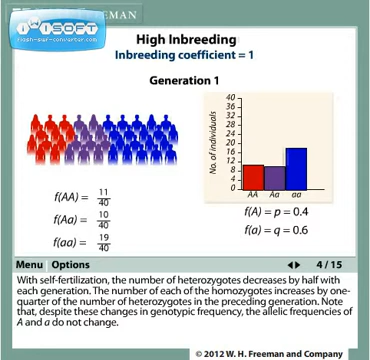 FREEMAN
iSOFT
flash-swf-converter.com
High Inbreeding
Inbreeding coefficient = 1
Generation 1
40
36
32
28
24
20
16
12
8
4
0
No. of individuals
AA Aa aa
f(AA) = 11/40
f(Aa) = 10/40
f(aa) = 19/40
f(A) = p = 0.4
f(a) = q = 0.6
Menu Options 4 / 15
With self-fertilization, the number of heterozygotes decreases by half with
each generation. The number of each of the homozygotes increases by one-
quarter of the number of heterozygotes in the preceding generation. Note
that, despite these changes in genotypic frequency, the allelic frequencies of
A and a do not change.
© 2012 W. H. Freeman and Company